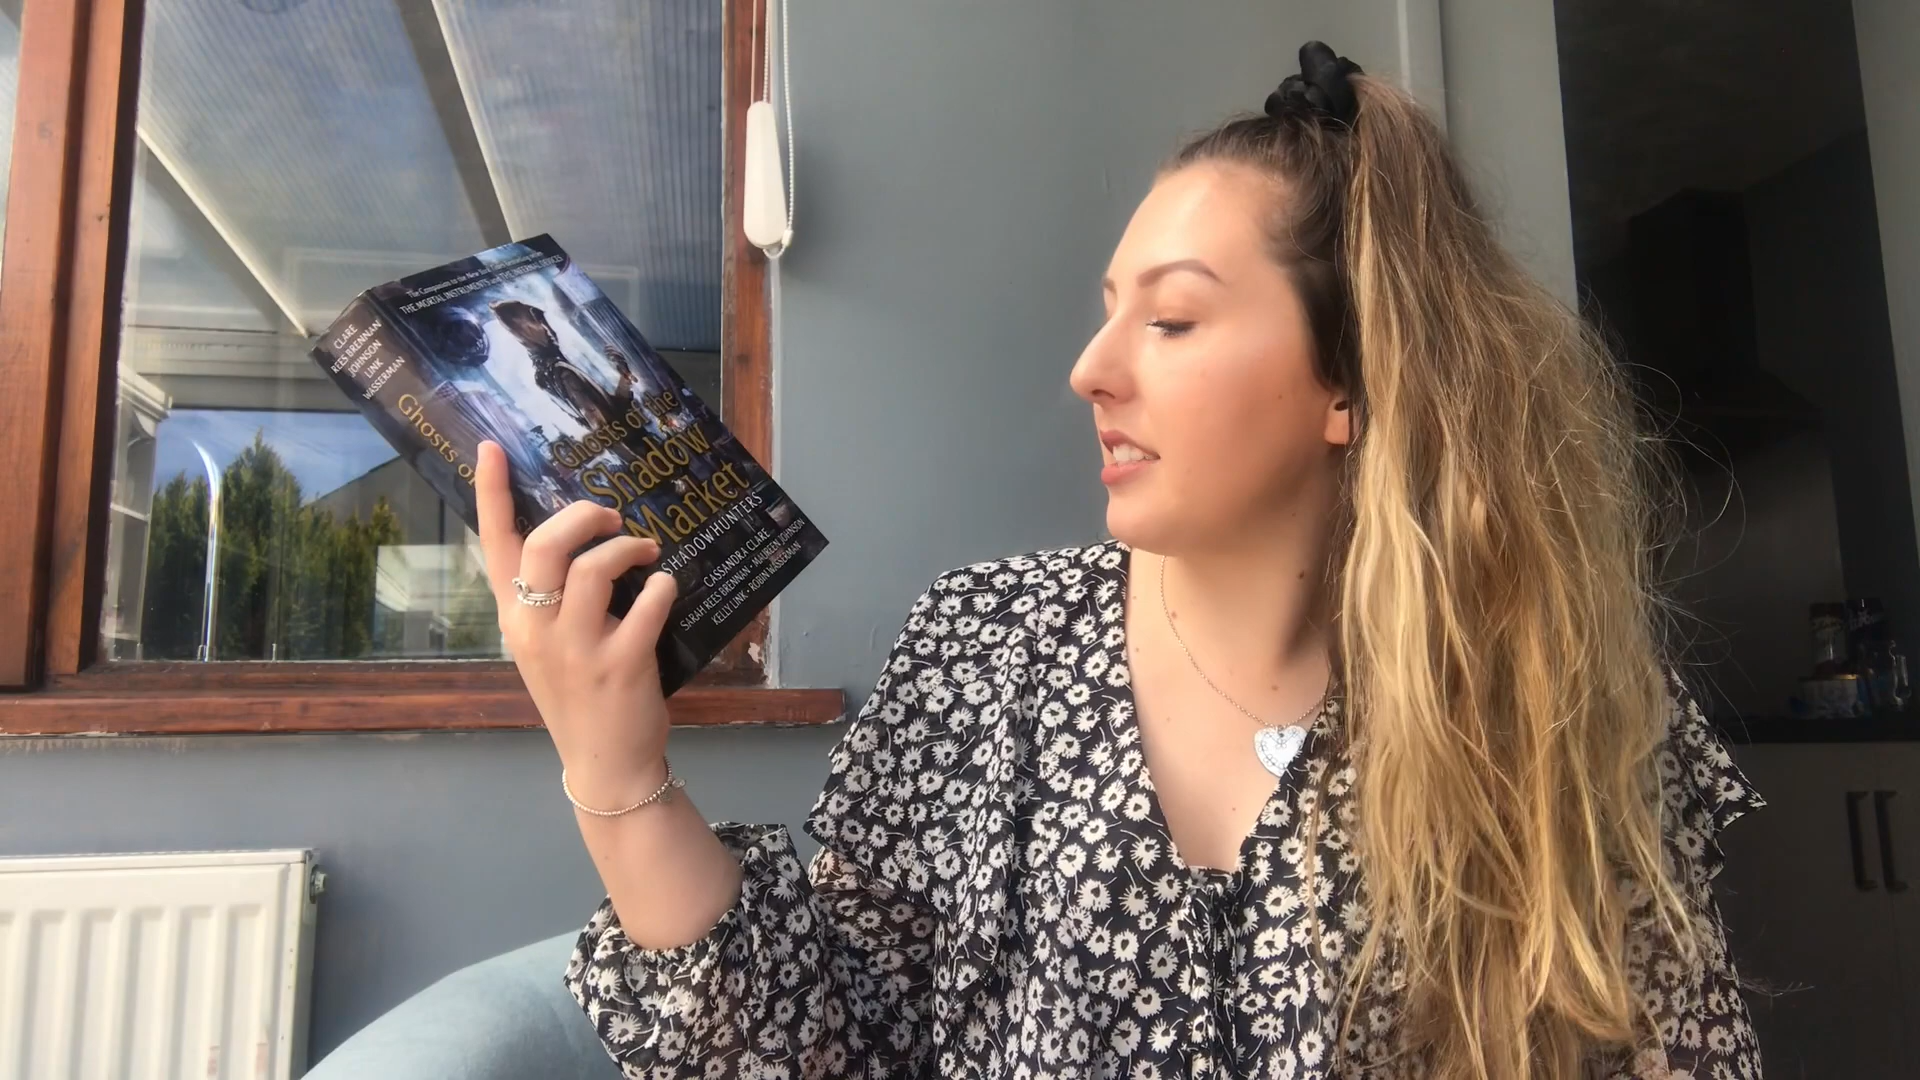 The Companion to the New York Times bestselling series
THE MORTAL INSTRUMENTS and THE INFERNAL DEVICES
CLARE
REES BRENNAN
JOHNSON
LINK
WASSERMAN
Ghosts of
Ghosts of the
Shadow
Market
SHADOWHUNTERS
CASSANDRA CLARE
SARAH REES BRENNAN • MAUREEN JOHNSON
KELLY LINK • ROBIN WASSERMAN